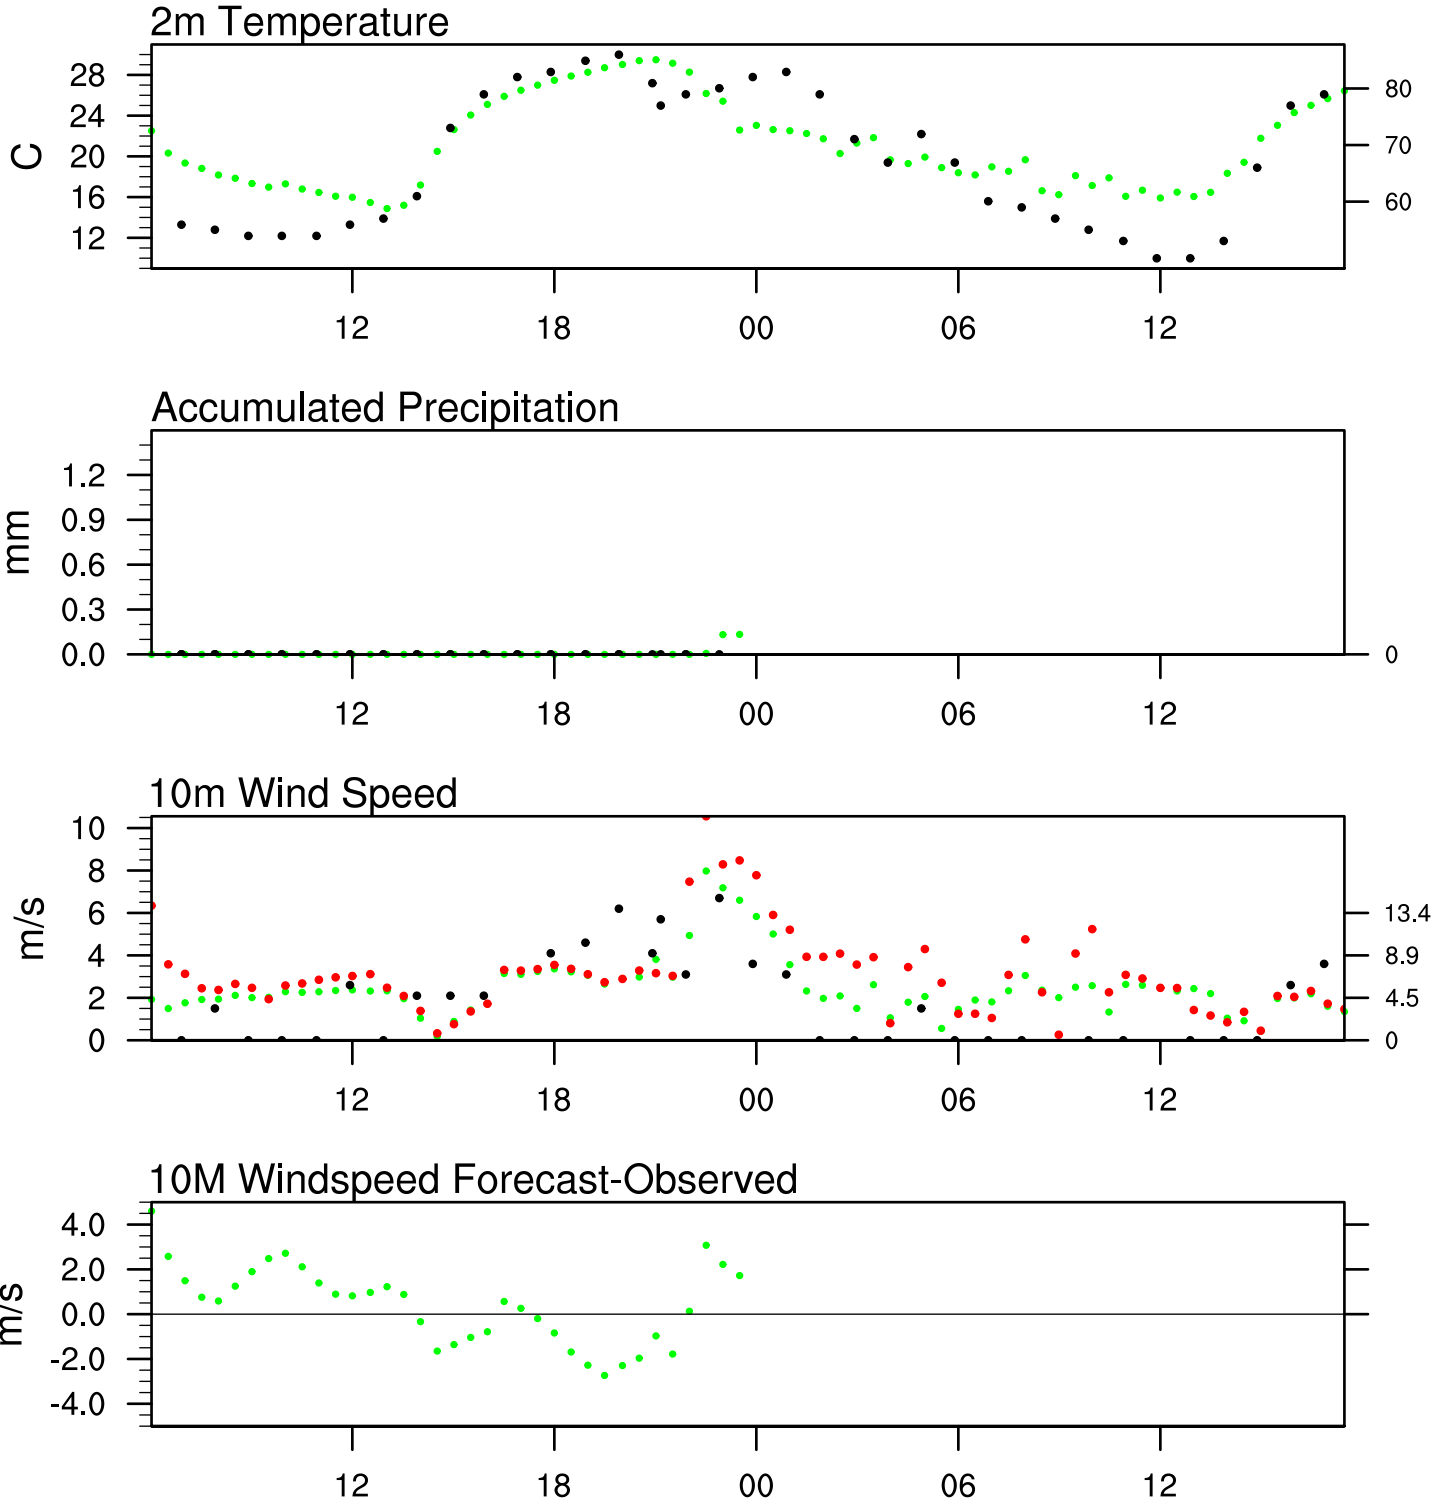 2m Temperature
28
24
20
16
12
C
80
70
60
12 18 00 06 12
Accumulated Precipitation
1.2
0.9
0.6
0.3
0.0
mm
0
12 18 00 06 12
10m Wind Speed
10
8
6
4
2
0
m/s
13.4
8.9
4.5
0
12 18 00 06 12
10M Windspeed Forecast-Observed
4.0
2.0
0.0
-2.0
-4.0
m/s
12 18 00 06 12